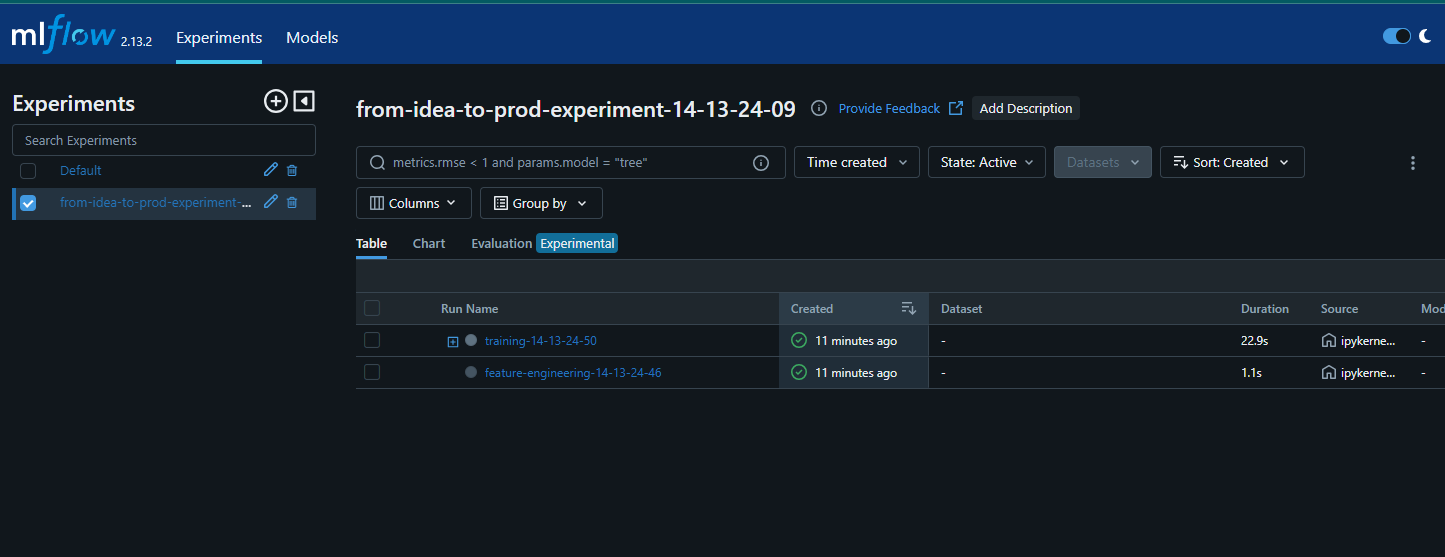 mlflow 2.13.2 Experiments Models
Experiments
Search Experiments
Default
from-idea-to-prod-experiment-...
from-idea-to-prod-experiment-14-13-24-09 Provide Feedback Add Description
metrics.rmse < 1 and params.model = "tree" Time created State: Active Datasets Sort: Created
Columns Group by
Table Chart Evaluation Experimental
Run Name Created Dataset Duration Source Mod
training-14-13-24-50 11 minutes ago - 22.9s ipykerne... -
feature-engineering-14-13-24-46 11 minutes ago - 1.1s ipykerne... -